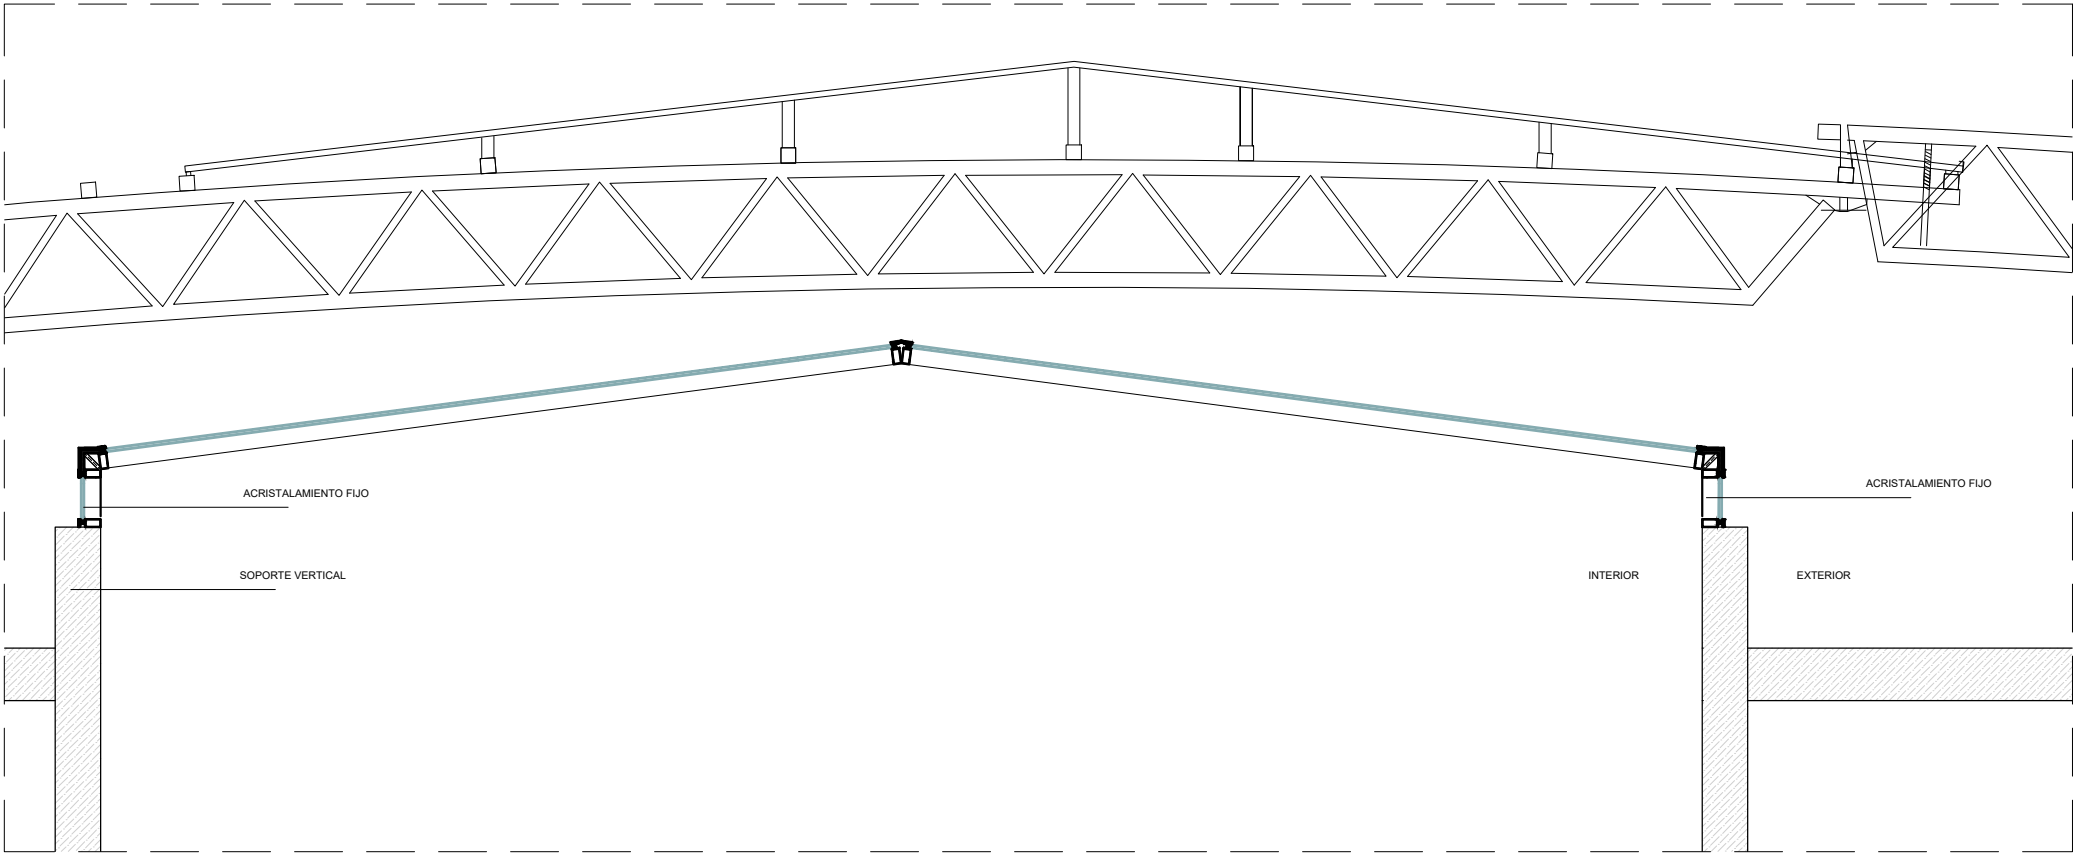 ACRISTALAMIENTO FIJO
ACRISTALAMIENTO FIJO
SOPORTE VERTICAL
INTERIOR
EXTERIOR